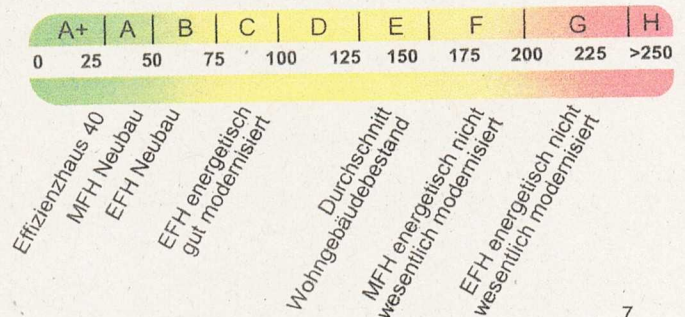 A+ A B C D E F G H
0 25 50 75 100 125 150 175 200 225 >250
Effizienzhaus 40
MFH Neubau
EFH Neubau
EFH energetisch
gut modernisiert
Durchschnitt
Wohngebäudebestand
MFH energetisch nicht
wesentlich modernisiert
EFH energetisch nicht
wesentlich modernisiert
7